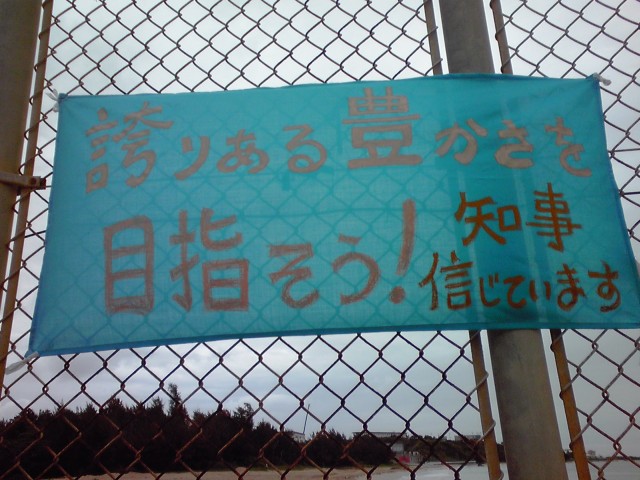 誇りある豊かさを
目指そう!
知事
信じています